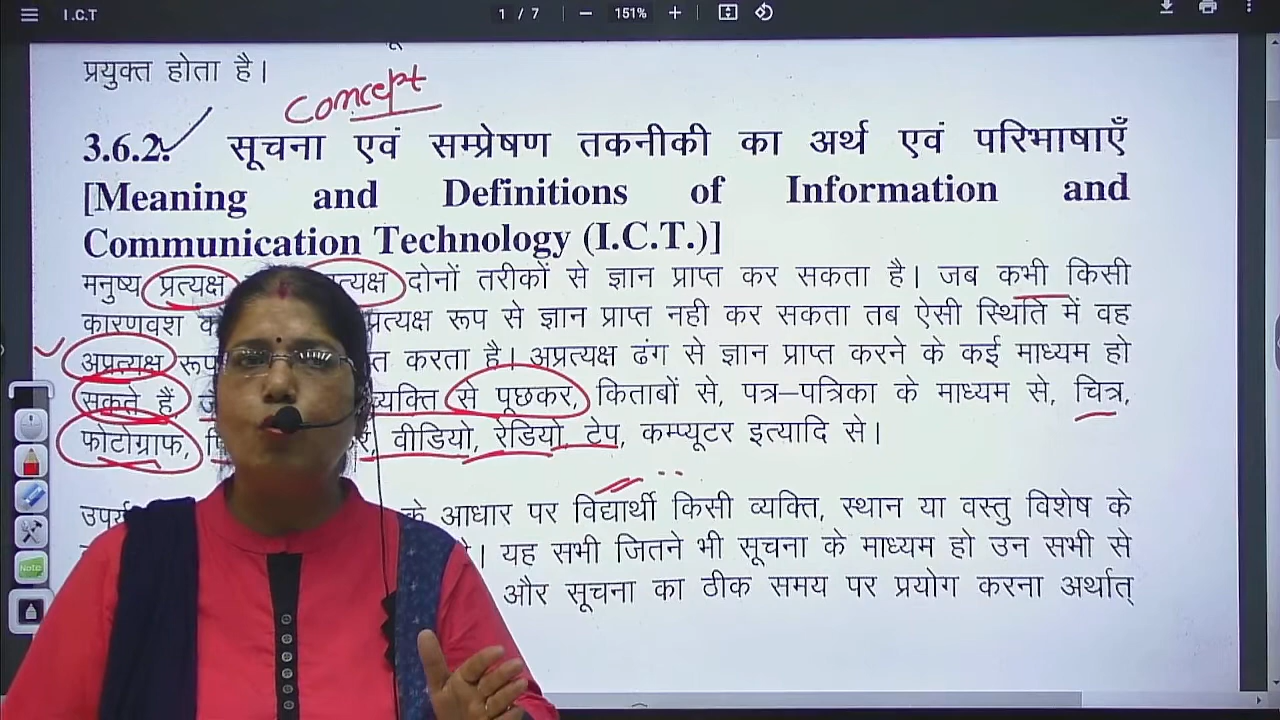 I.C.T
1 / 7
151%
प्रयुक्त होता है।
Concept
3.6.2. सूचना एवं सम्प्रेषण तकनीकी का अर्थ एवं परिभाषाएँ
[Meaning and Definitions of Information and
Communication Technology (I.C.T.)]
मनुष्य प्रत्यक्ष दोनों तरीकों से ज्ञान प्राप्त कर सकता है। जब कभी किसी
कारणवश प्रत्यक्ष रूप से ज्ञान प्राप्त नही कर सकता तब ऐसी स्थिति में वह
अप्रत्यक्ष रूप करता है। अप्रत्यक्ष ढंग से ज्ञान प्राप्त करने के कई माध्यम हो
सकते हैं, व्यक्ति से पूछकर, किताबों से, पत्र–पत्रिका के माध्यम से, चित्र,
फोटोग्राफ, वीडियो, रेडियो, टेप, कम्प्यूटर इत्यादि से।
के आधार पर विद्यार्थी किसी व्यक्ति, स्थान या वस्तु विशेष के
यह सभी जितने भी सूचना के माध्यम हो उन सभी से
और सूचना का ठीक समय पर प्रयोग करना अर्थात्
Note